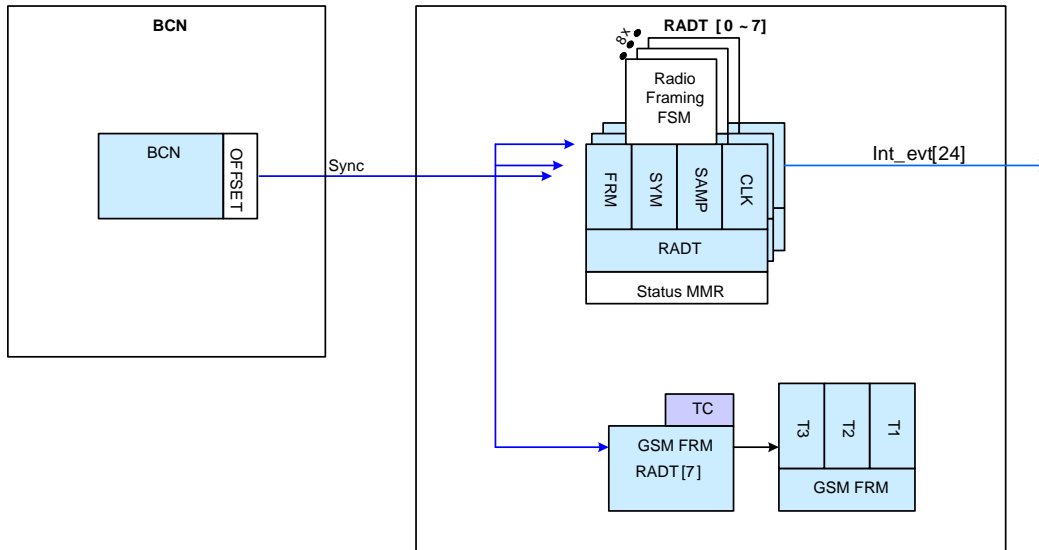 BCN
BCN
OFFSET
Sync
RADT [ 0 ~ 7]
8x
Radio
Framing
FSM
FRM
SYM
SAMP
CLK
RADT
Status MMR
Int_evt[24]
TC
GSM FRM
RADT [7]
T3
T2
T1
GSM FRM